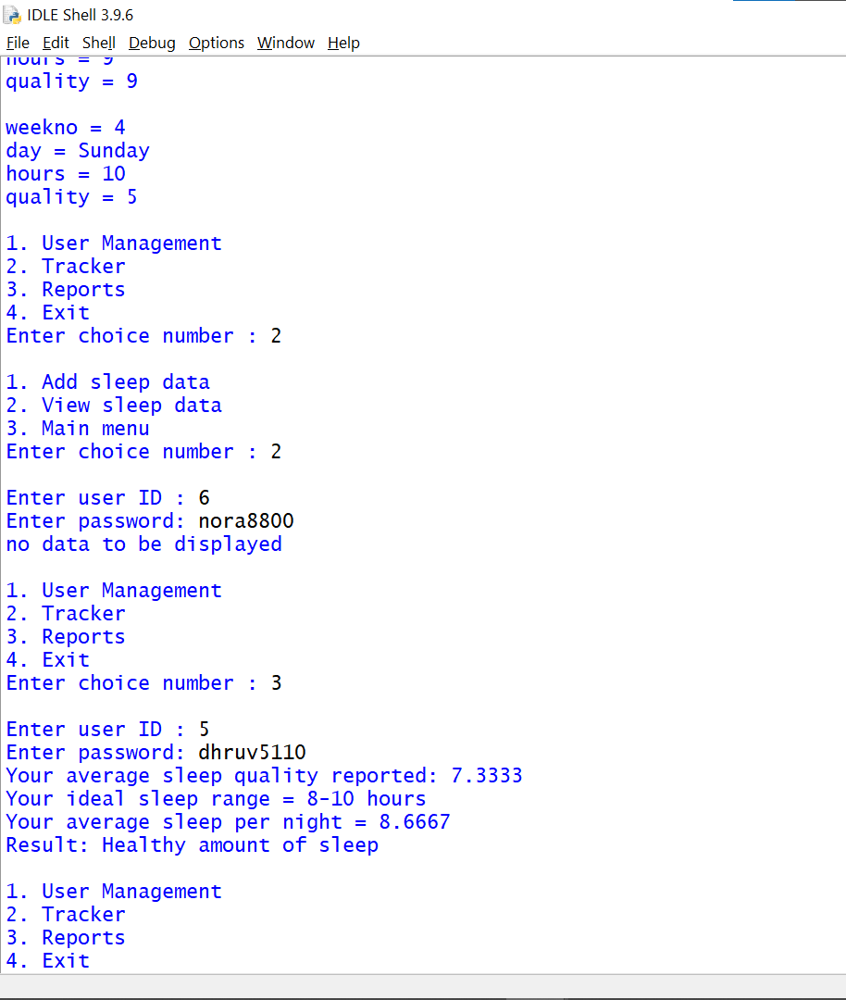 IDLE Shell 3.9.6
File Edit Shell Debug Options Window Help
hours = 9
quality = 9
weekno = 4
day = Sunday
hours = 10
quality = 5
1. User Management
2. Tracker
3. Reports
4. Exit
Enter choice number : 2
1. Add sleep data
2. View sleep data
3. Main menu
Enter choice number : 2
Enter user ID : 6
Enter password: nora8800
no data to be displayed
1. User Management
2. Tracker
3. Reports
4. Exit
Enter choice number : 3
Enter user ID : 5
Enter password: dhruv5110
Your average sleep quality reported: 7.3333
Your ideal sleep range = 8-10 hours
Your average sleep per night = 8.6667
Result: Healthy amount of sleep
1. User Management
2. Tracker
3. Reports
4. Exit